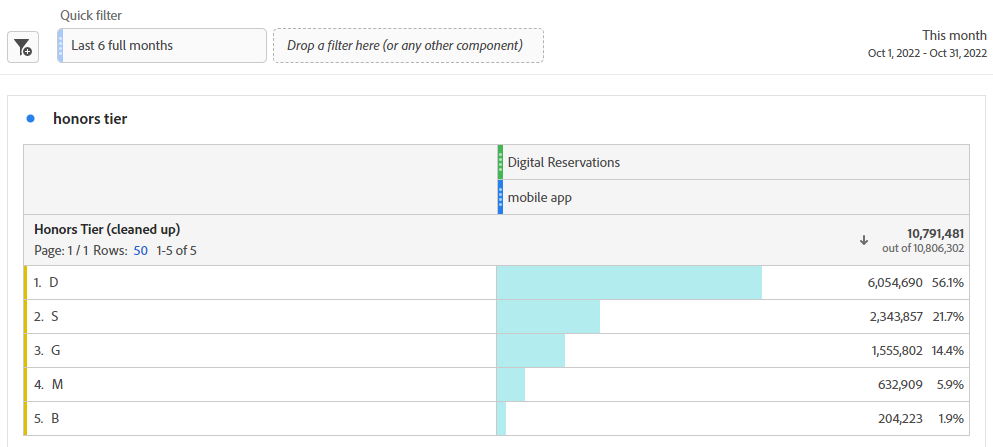 Quick filter
Last 6 full months
Drop a filter here (or any other component)
This month
Oct 1, 2022 - Oct 31, 2022
honors tier
Digital Reservations
mobile app
Honors Tier (cleaned up)
Page: 1 / 1 Rows: 50 1-5 of 5
10,791,481
out of 10,806,302
1. D 6,054,690 56.1%
2. S 2,343,857 21.7%
3. G 1,555,802 14.4%
4. M 632,909 5.9%
5. B 204,223 1.9%